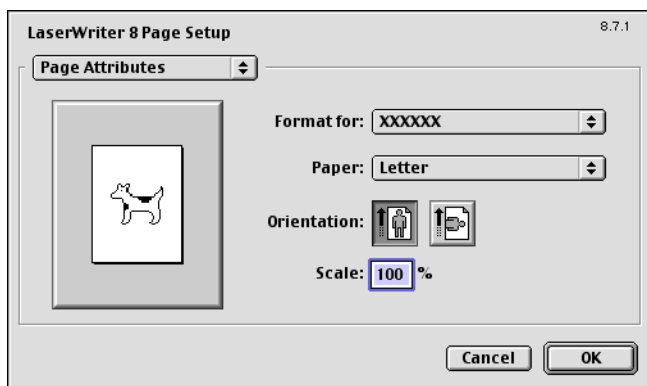 LaserWriter 8 Page Setup
8.7.1
Page Attributes
Format for: XXXXXX
Paper: Letter
Orientation:
Scale: 100 %
Cancel OK